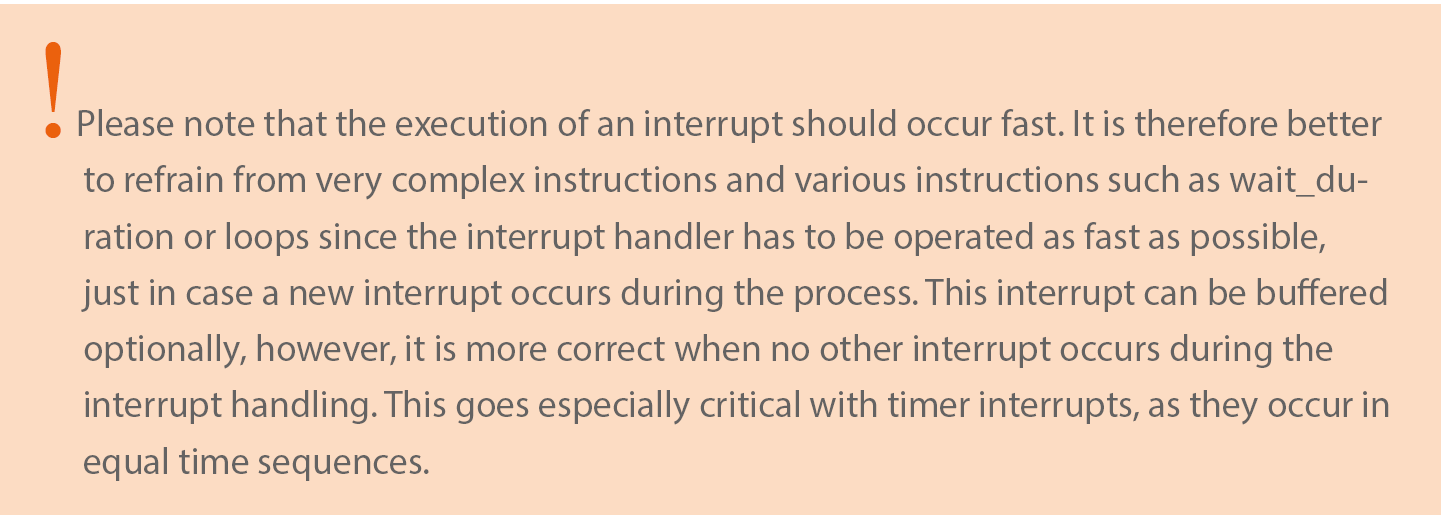 ! Please note that the execution of an interrupt should occur fast. It is therefore better
to refrain from very complex instructions and various instructions such as wait_du-
ration or loops since the interrupt handler has to be operated as fast as possible,
just in case a new interrupt occurs during the process. This interrupt can be buffered
optionally, however, it is more correct when no other interrupt occurs during the
interrupt handling. This goes especially critical with timer interrupts, as they occur in
equal time sequences.